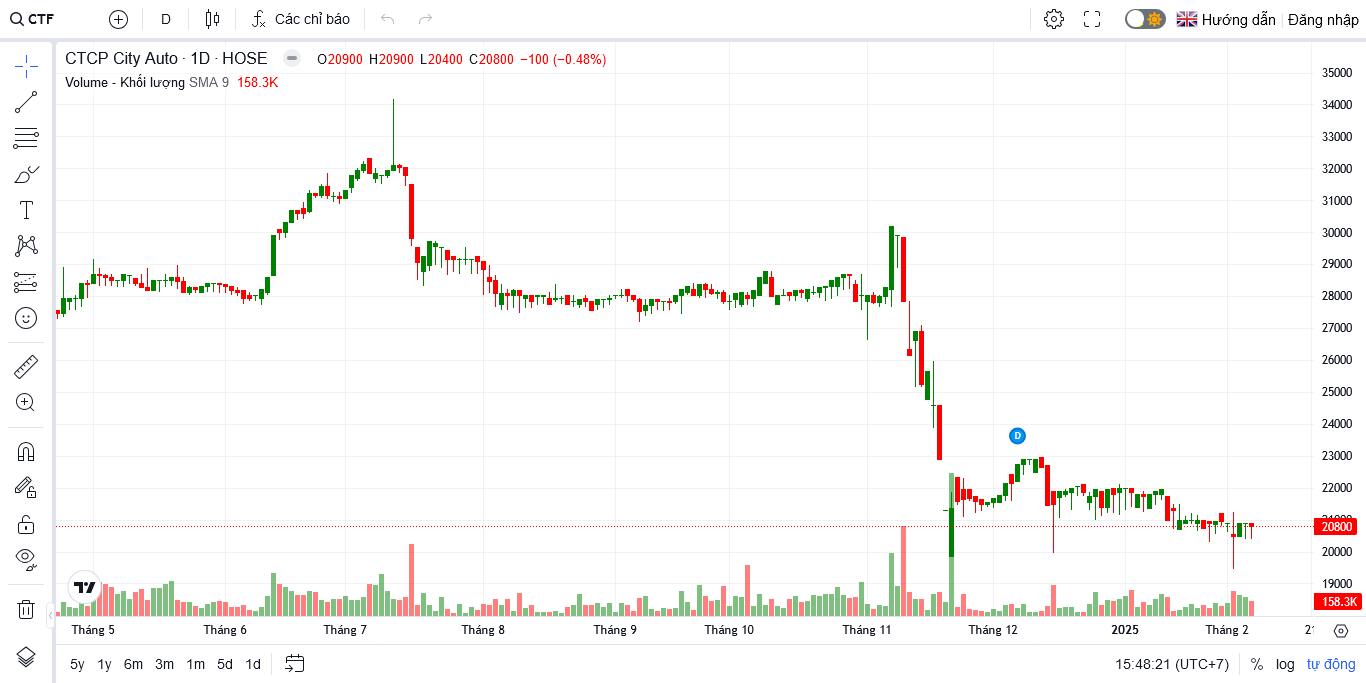 CTF D Các chỉ báo Hướng dẫn Đăng nhập
CTCP City Auto · 1D · HOSE O20900 H20900 L20400 C20800 −100 (−0.48%)
Volume - Khối lượng SMA 9 158.3K
35000
34000
33000
32000
31000
30000
29000
28000
27000
26000
25000
24000
D
23000
22000
20800
20000
19000
158.3K
Tháng 5 Tháng 6 Tháng 7 Tháng 8 Tháng 9 Tháng 10 Tháng 11 Tháng 12 2025 Tháng 2 21
5y 1y 6m 3m 1m 5d 1d 15:48:21 (UTC+7) % log tự động